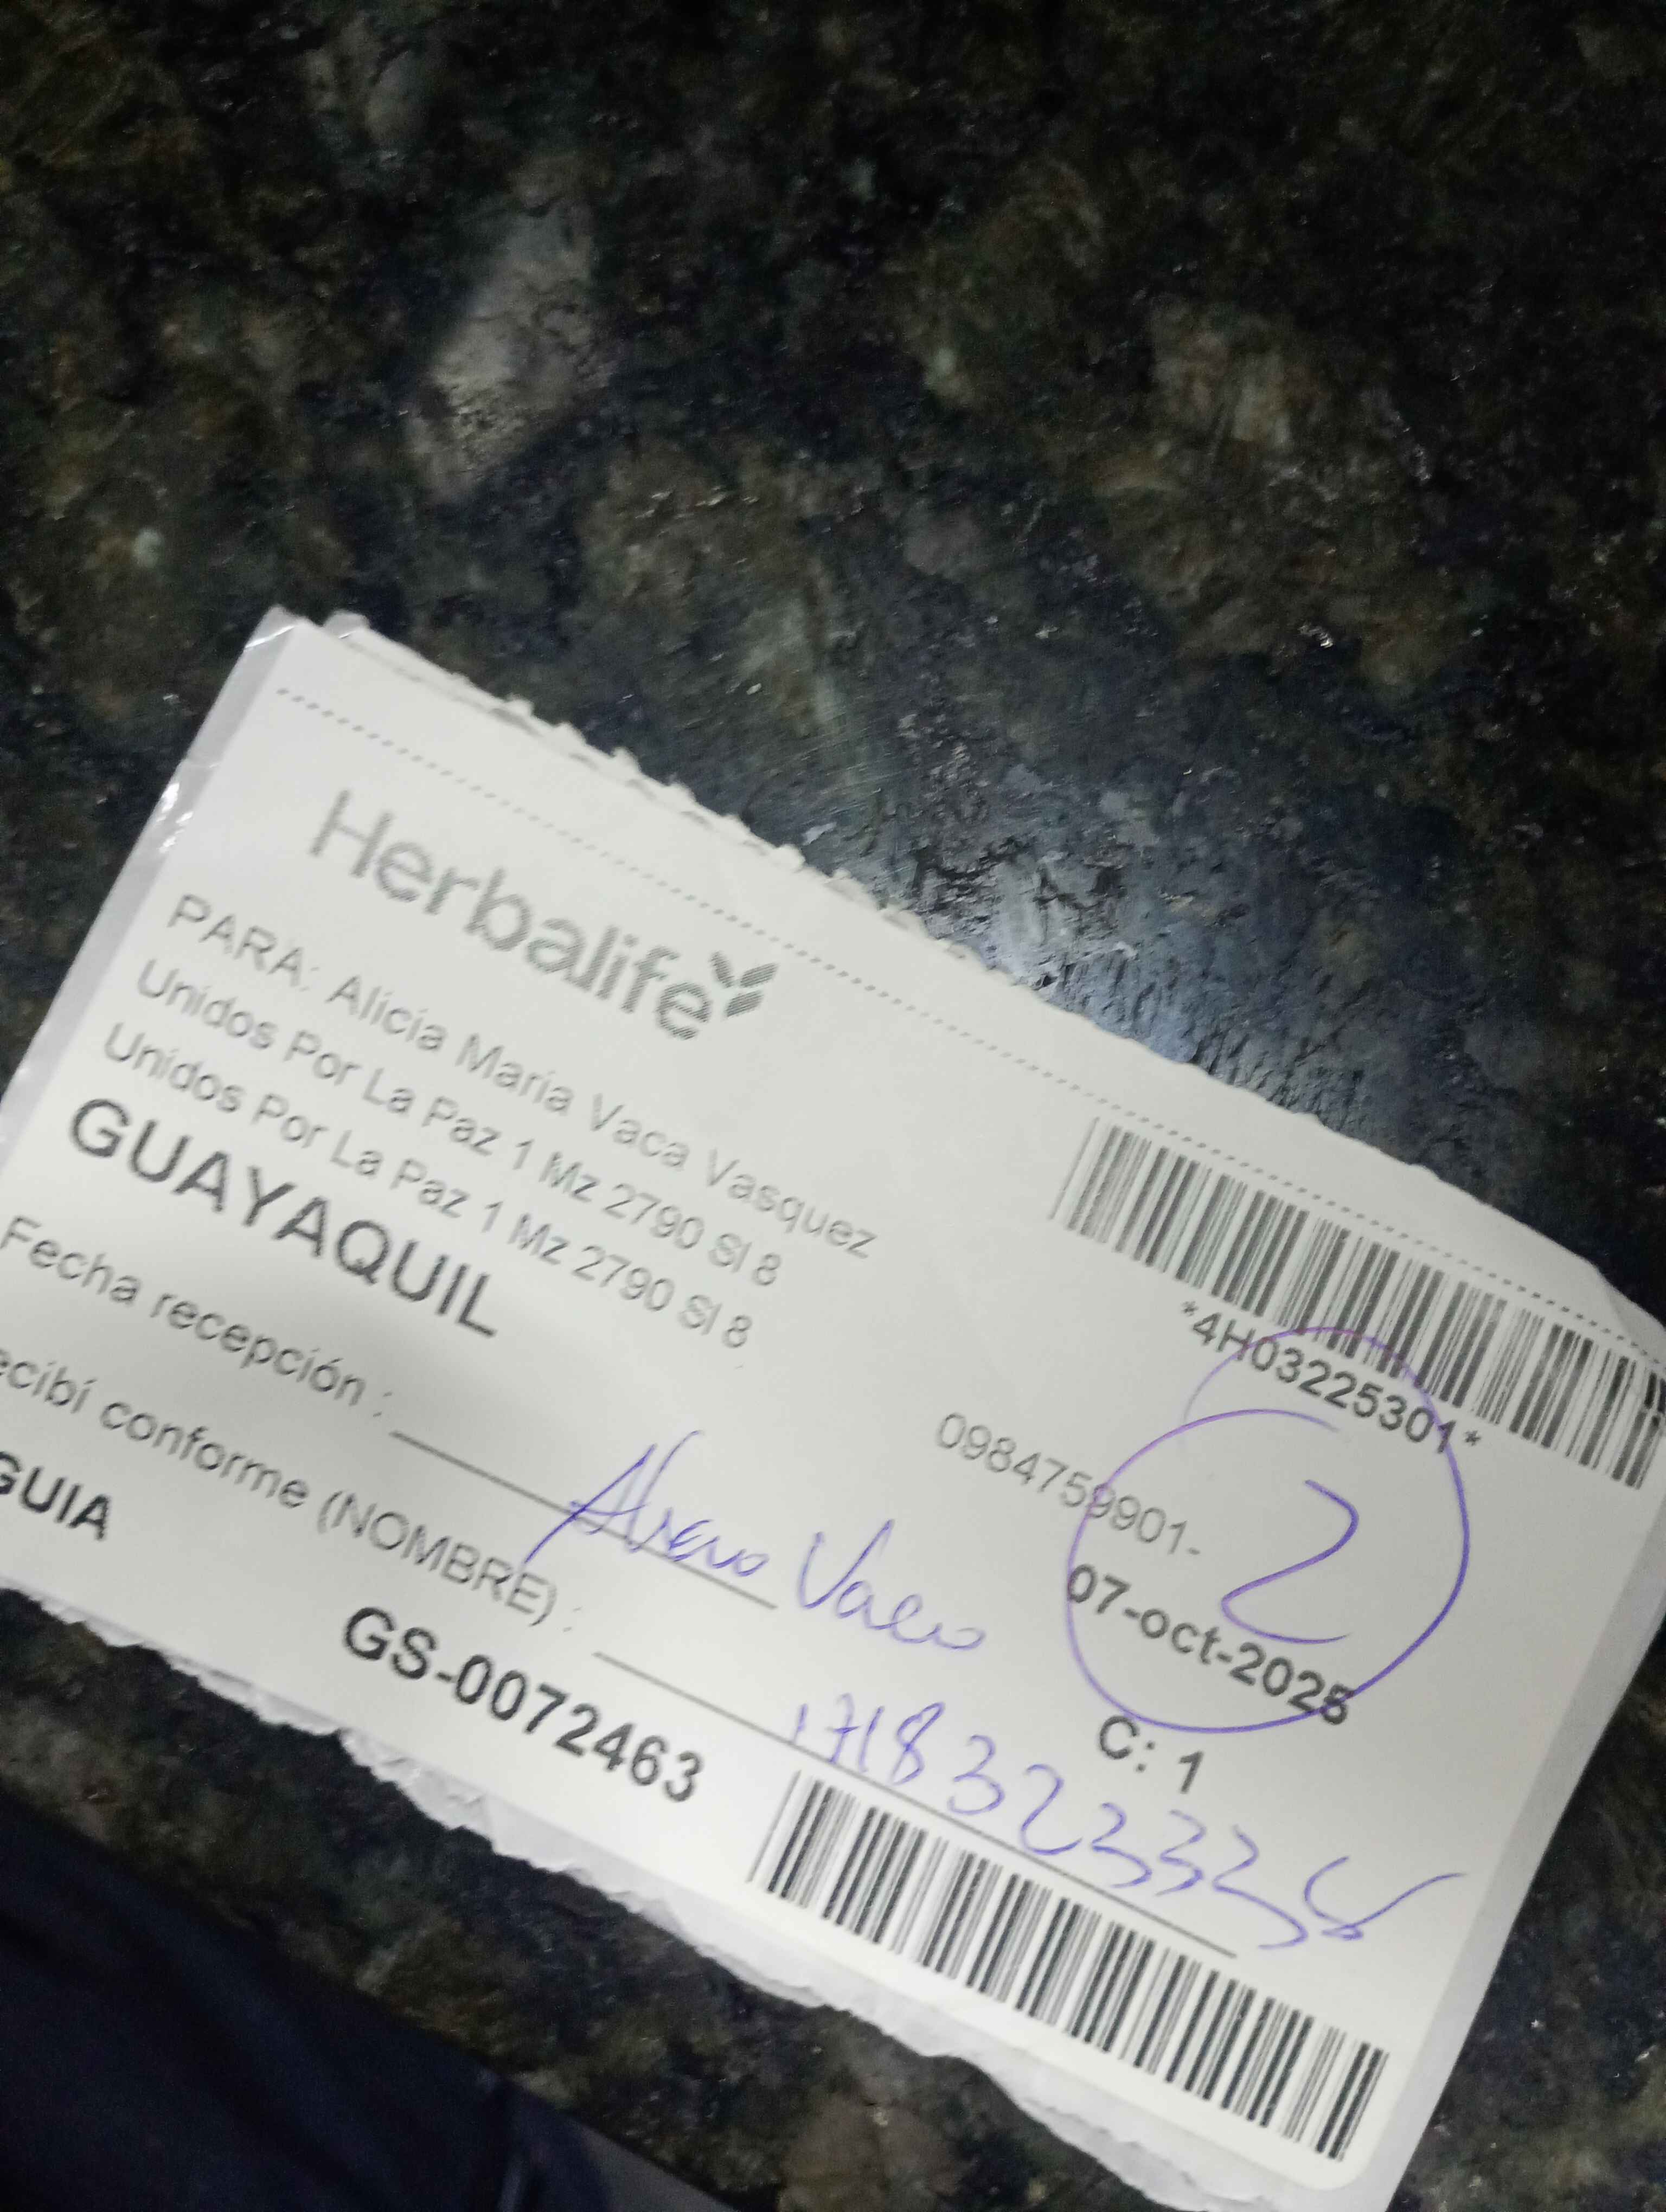 Herbalife
PARA: Alicia Maria Vaca Vasquez
Unidos Por La Paz 1 Mz 2790 Sl 8
Unidos Por La Paz 1 Mz 2790 Sl 8
GUAYAQUIL
*4H03225301*
0984759901-
2
07-oct-2025
C: 1
Fecha recepción :
Vaca
ecibí conforme (NOMBRE) :
GUIA
GS-0072463